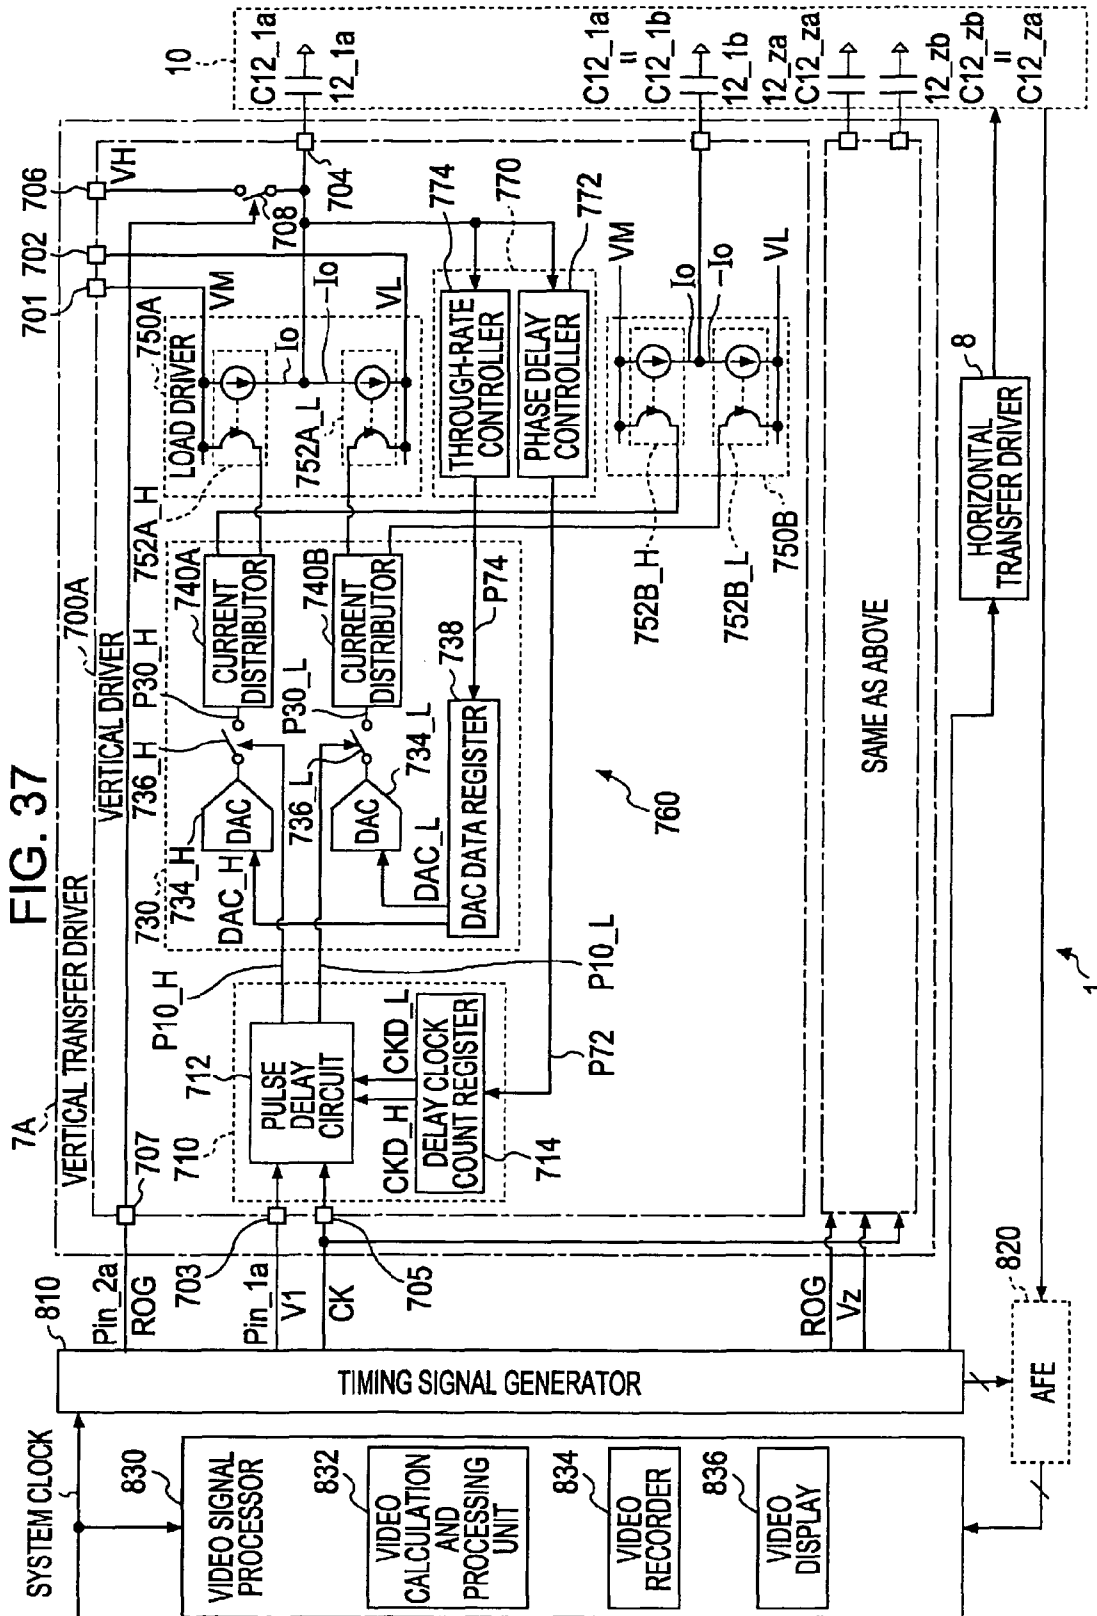 FIG. 37
SYSTEM CLOCK
830
VIDEO SIGNAL
PROCESSOR
832
VIDEO
CALCULATION
AND
PROCESSING
UNIT
834
VIDEO
RECORDER
836
VIDEO
DISPLAY
810
TIMING SIGNAL GENERATOR
820
AFE
Pin_2a
ROG
Pin_1a
V1
CK
ROG
Vz
7A
VERTICAL TRANSFER DRIVER
707
703
705
VERTICAL DRIVER
700A
710
712
PULSE
DELAY
CIRCUIT
CKD_H
CKD_L
DELAY CLOCK
COUNT REGISTER
714
P10_H
P10_L
P72
730
734_H
DAC
DAC_H
736_H
P30_H
740A
CURRENT
DISTRIBUTOR
736_L
DAC
734_L
DAC_L
P30_L
740B
CURRENT
DISTRIBUTOR
738
DAC DATA REGISTER
P74
760
752A_H
LOAD DRIVER
750A
VM
Io
-Io
752A_L
VL
701
702
706
VH
708
704
774
THROUGH-RATE
CONTROLLER
770
PHASE DELAY
CONTROLLER
772
VM
Io
-Io
VL
752B_H
752B_L
750B
SAME AS ABOVE
8
HORIZONTAL
TRANSFER DRIVER
10
C12_1a
12_1a
C12_1a
=
C12_1b
12_1b
12_za
C12_za
12_zb
C12_zb
=
C12_za
1